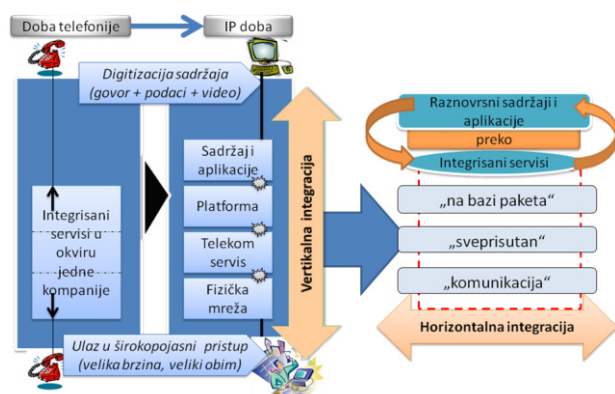 Doba telefonije
IP doba
Digitizacija sadržaja
(govor + podaci + video)
Integrisani
servisi u
okviru
jedne
kompanije
Sadržaj i
aplikacije
Platforma
Telekom
servis
Fizička
mreža
Ulaz u širokopojasni pristup
(velika brzina, veliki obim)
Vertikalna integracija
Raznovrsni sadržaji i
aplikacije
preko
Integrisani servisi
„na bazi paketa“
„sveprisutan“
„komunikacija“
Horizontalna integracija